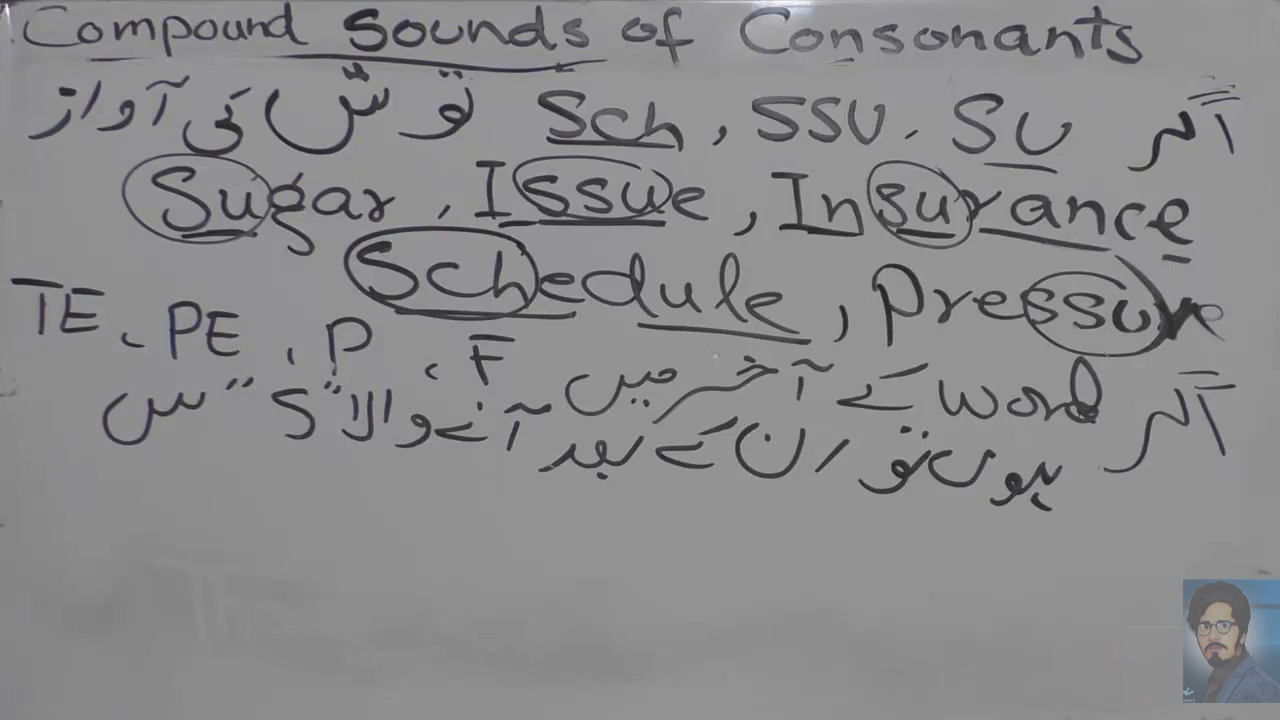 Compound Sounds of Consonants
اگر SU , SSU , Sch تو ش کی آواز
Sugar , Issue , Insurance
Schedule , Pressure
اگر Word کے آخر میں F , P , PE , TE
ہوں تو ان کے بعد آنے والا "S" س